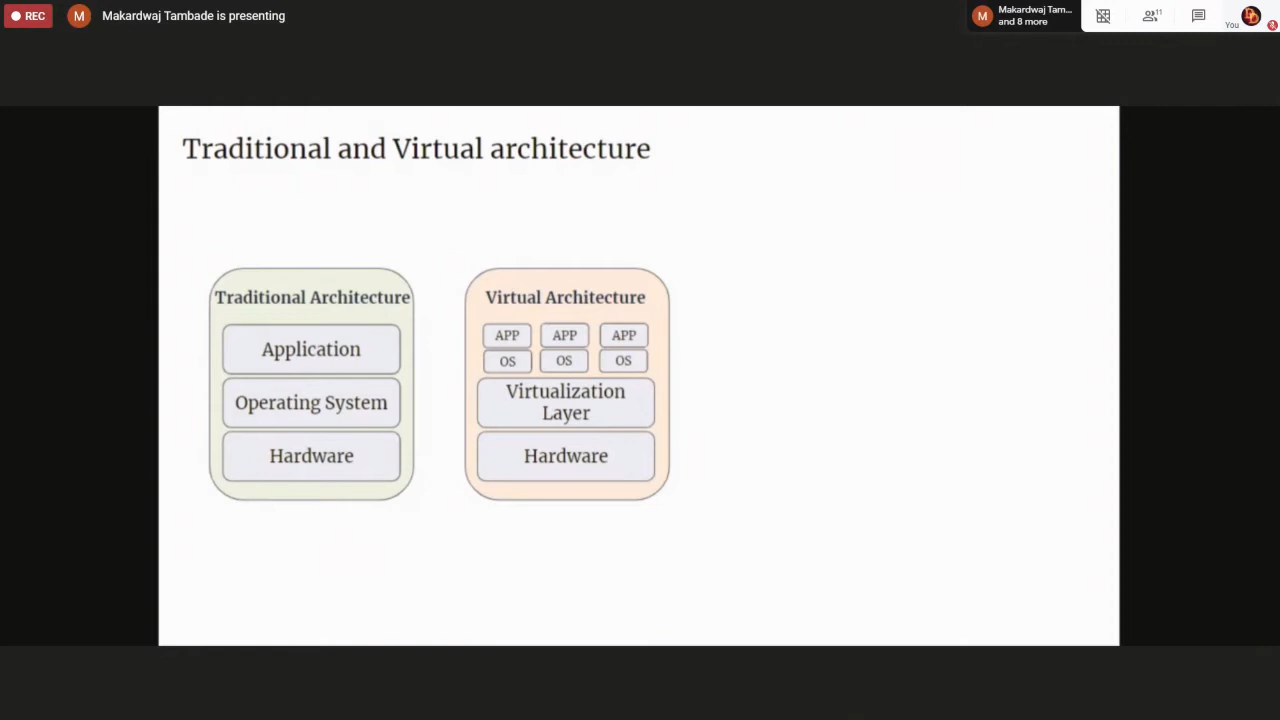 REC
M
Makardwaj Tambade is presenting
M
Makardwaj Tam...
and 8 more
11
You
Traditional and Virtual architecture
Traditional Architecture
Application
Operating System
Hardware
Virtual Architecture
APP APP APP
OS OS OS
Virtualization
Layer
Hardware